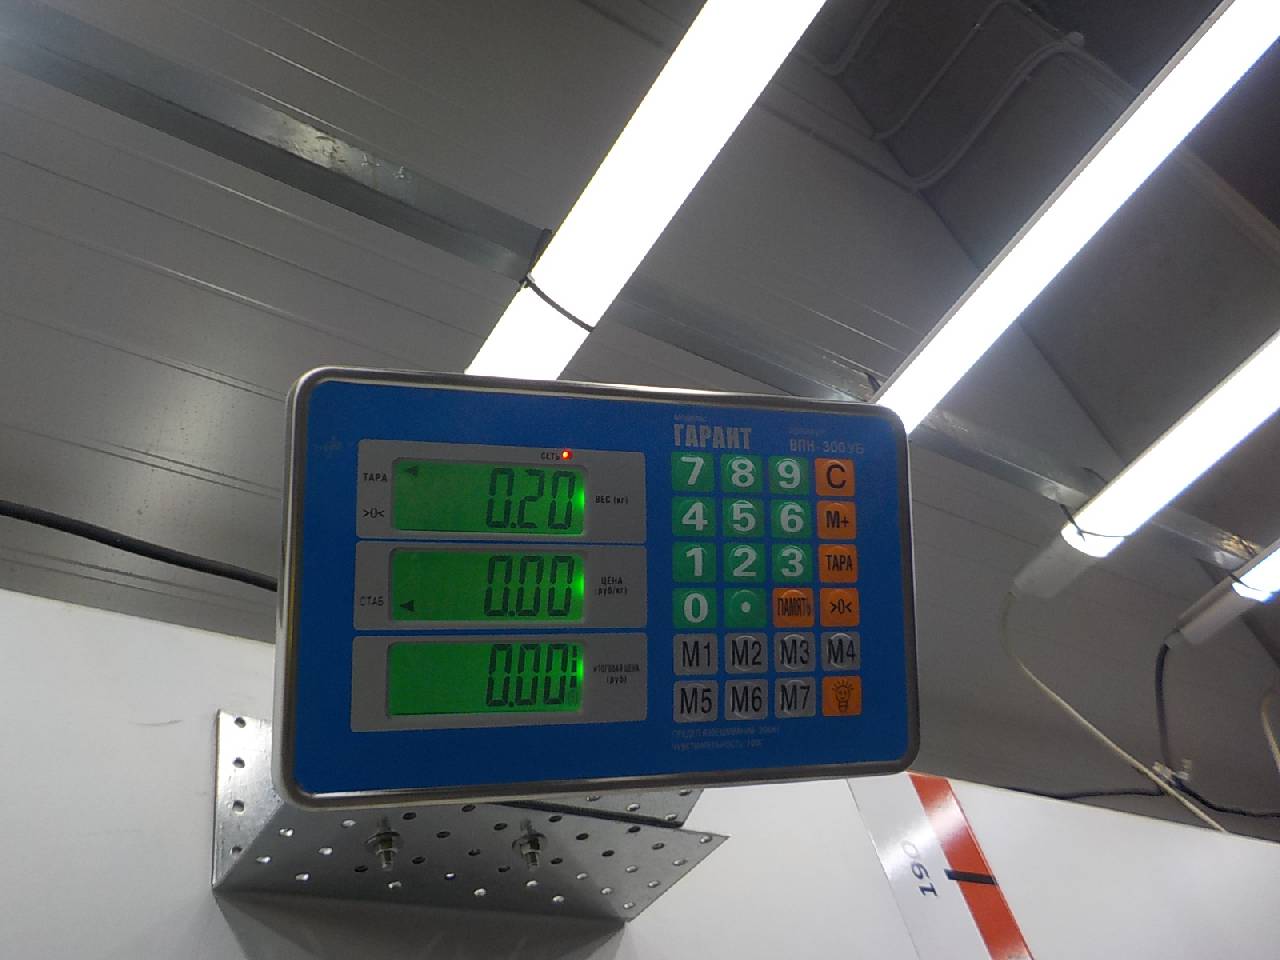 ГАРАНТ
ВПН-300УБ
СЕТЬ
ТАРА
>0<
0.20
ВЕС (кг)
СТАБ
0.00
ЦЕНА
(руб/кг)
0.00
ИТОГОВАЯ ЦЕНА
(руб)
7 8 9 C
4 5 6 M+
1 2 3 ТАРА
0 . ПАМЯТЬ >0<
M1 M2 M3 M4
M5 M6 M7
190